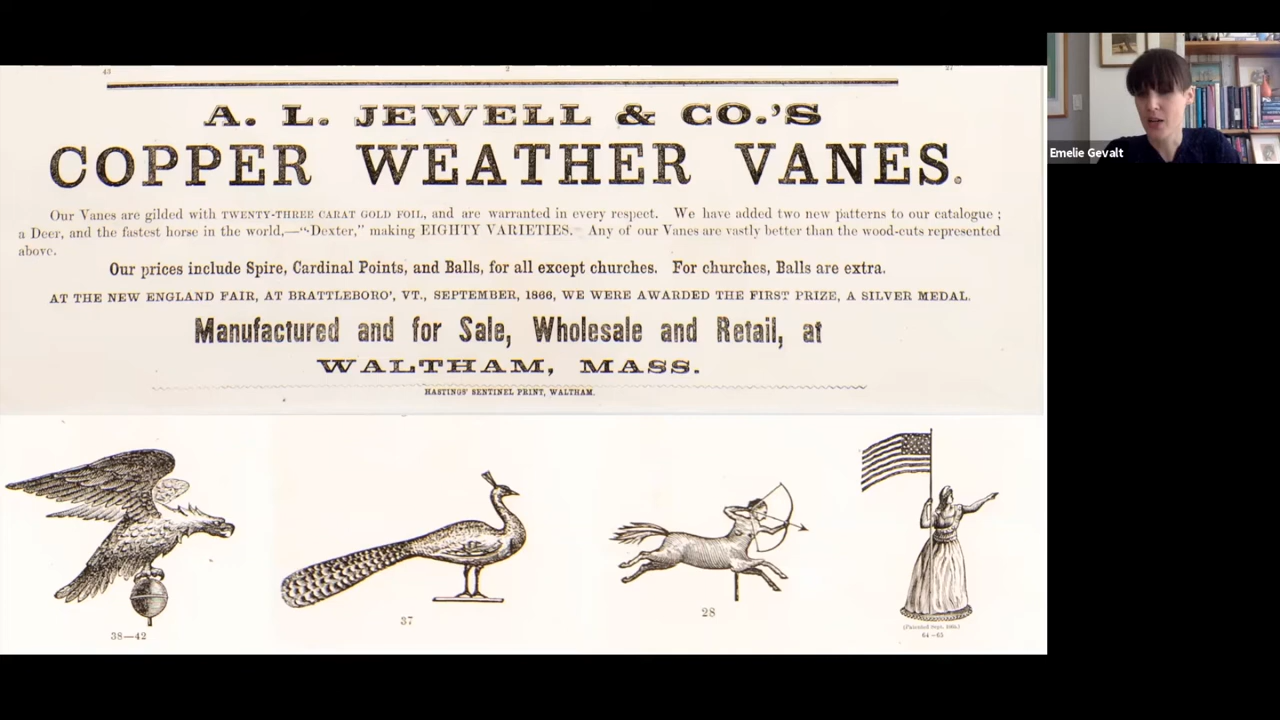 43 2 27
A. L. JEWELL & CO.'S
COPPER WEATHER VANES.
Our Vanes are gilded with TWENTY-THREE CARAT GOLD FOIL, and are warranted in every respect. We have added two new patterns to our catalogue ;
a Deer, and the fastest horse in the world,—"Dexter," making EIGHTY VARIETIES. Any of our Vanes are vastly better than the wood-cuts represented
above.
Our prices include Spire, Cardinal Points, and Balls, for all except churches. For churches, Balls are extra.
AT THE NEW ENGLAND FAIR, AT BRATTLEBORO', VT., SEPTEMBER, 1866, WE WERE AWARDED THE FIRST PRIZE, A SILVER MEDAL.
Manufactured and for Sale, Wholesale and Retail, at
WALTHAM, MASS.
HASTINGS' SENTINEL PRINT, WALTHAM.
38—42
37
28
(Patented Sept.
64—65
Emelie Gevalt